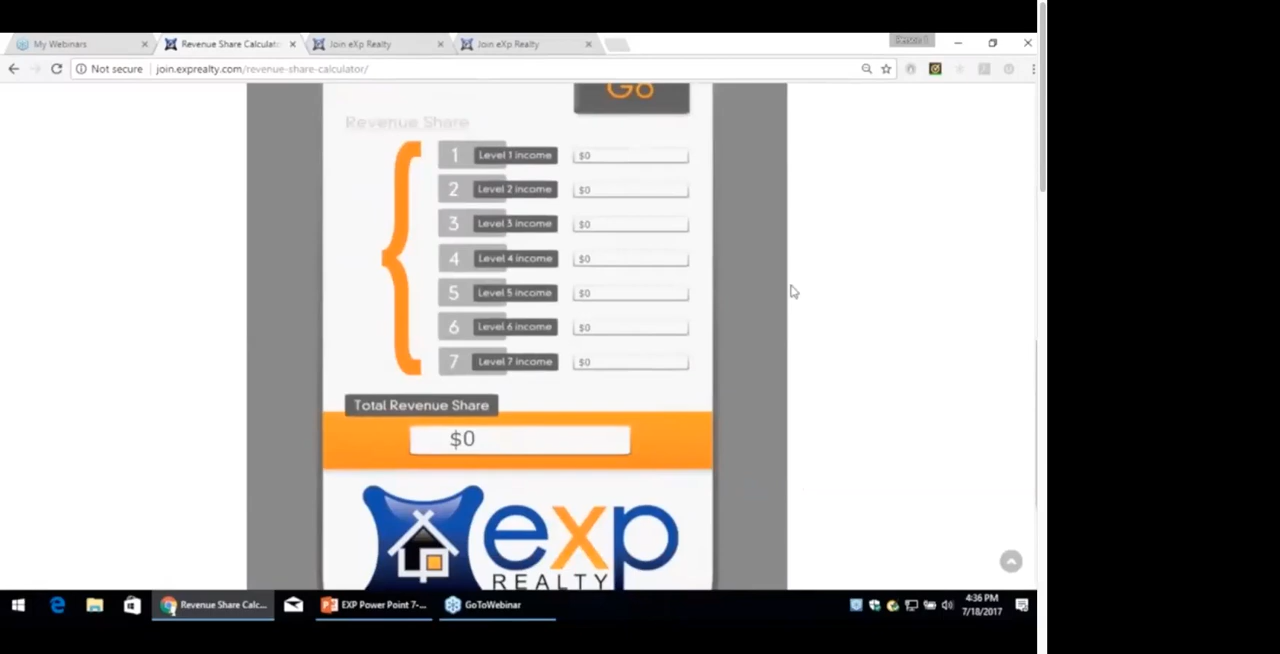 My Webinars
Revenue Share Calculat
Join eXp Realty
Join eXp Realty
Not secure
join.exprealty.com/revenue-share-calculator/
Go
Revenue Share
1 Level 1 income $0
2 Level 2 income $0
3 Level 3 income $0
4 Level 4 income $0
5 Level 5 income $0
6 Level 6 income $0
7 Level 7 income $0
Total Revenue Share
$0
exp
REALTY
Revenue Share Calc...
EXP Power Point 7-...
GoToWebinar
4:36 PM
7/18/2017